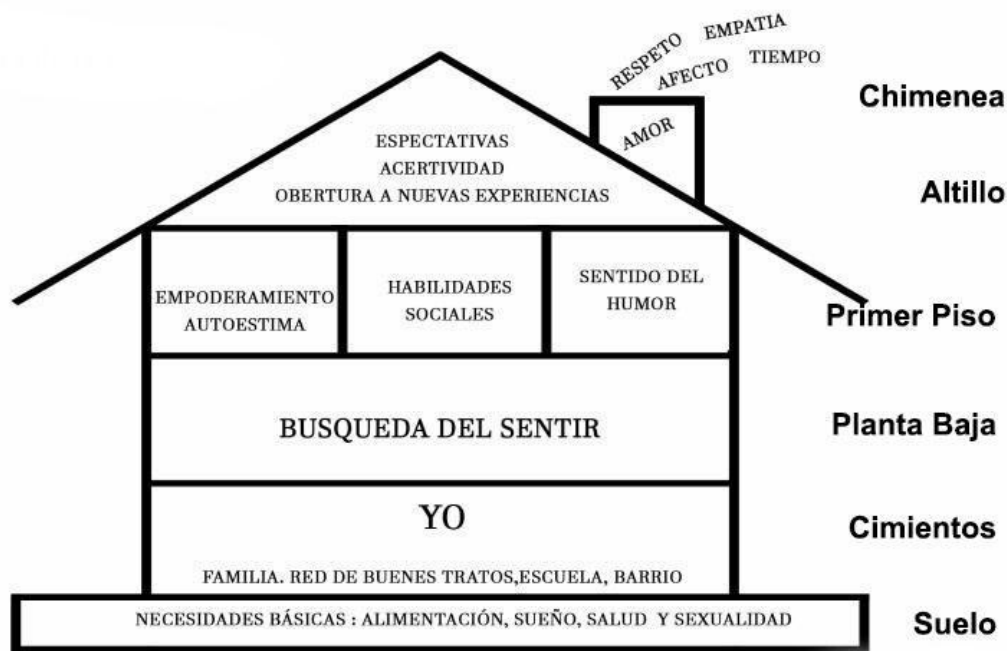 RESPETO EMPATIA
AFECTO TIEMPO
Chimenea
AMOR
ESPECTATIVAS
ACERTIVIDAD
OBERTURA A NUEVAS EXPERIENCIAS
Altillo
EMPODERAMIENTO
AUTOESTIMA
HABILIDADES
SOCIALES
SENTIDO DEL
HUMOR
Primer Piso
BUSQUEDA DEL SENTIR
Planta Baja
YO
Cimientos
FAMILIA. RED DE BUENES TRATOS,ESCUELA, BARRIO
NECESIDADES BÁSICAS : ALIMENTACIÓN, SUEÑO, SALUD Y SEXUALIDAD
Suelo